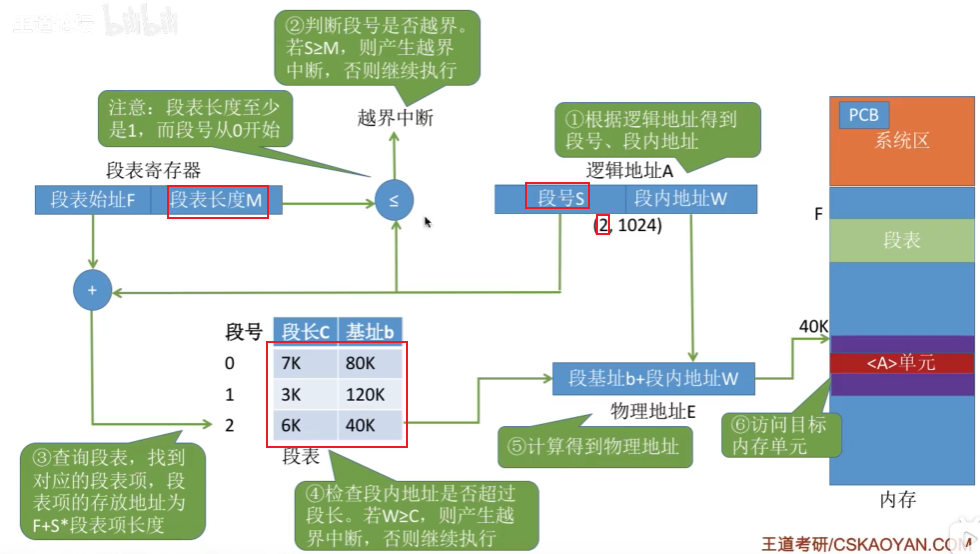 ②判断段号是否越界。
若S≥M，则产生越界
中断，否则继续执行
注意：段表长度至少
是1，而段号从0开始
越界中断
①根据逻辑地址得到
段号、段内地址
PCB
系统区
段表寄存器
逻辑地址A
段表始址F 段表长度M
≤
段号S 段内地址W
(2, 1024)
F
段表
+
40K
<A>单元
段号 段长C 基址b
0 7K 80K
1 3K 120K
2 6K 40K
段表
段基址b+段内地址W
物理地址E
③查询段表，找到
对应的段表项，段
表项的存放地址为
F+S*段表项长度
④检查段内地址是否超过
段长。若W≥C，则产生越
界中断，否则继续执行
⑤计算得到物理地址
⑥访问目标
内存单元
内存
王道考研/CSKAOYAN.COM